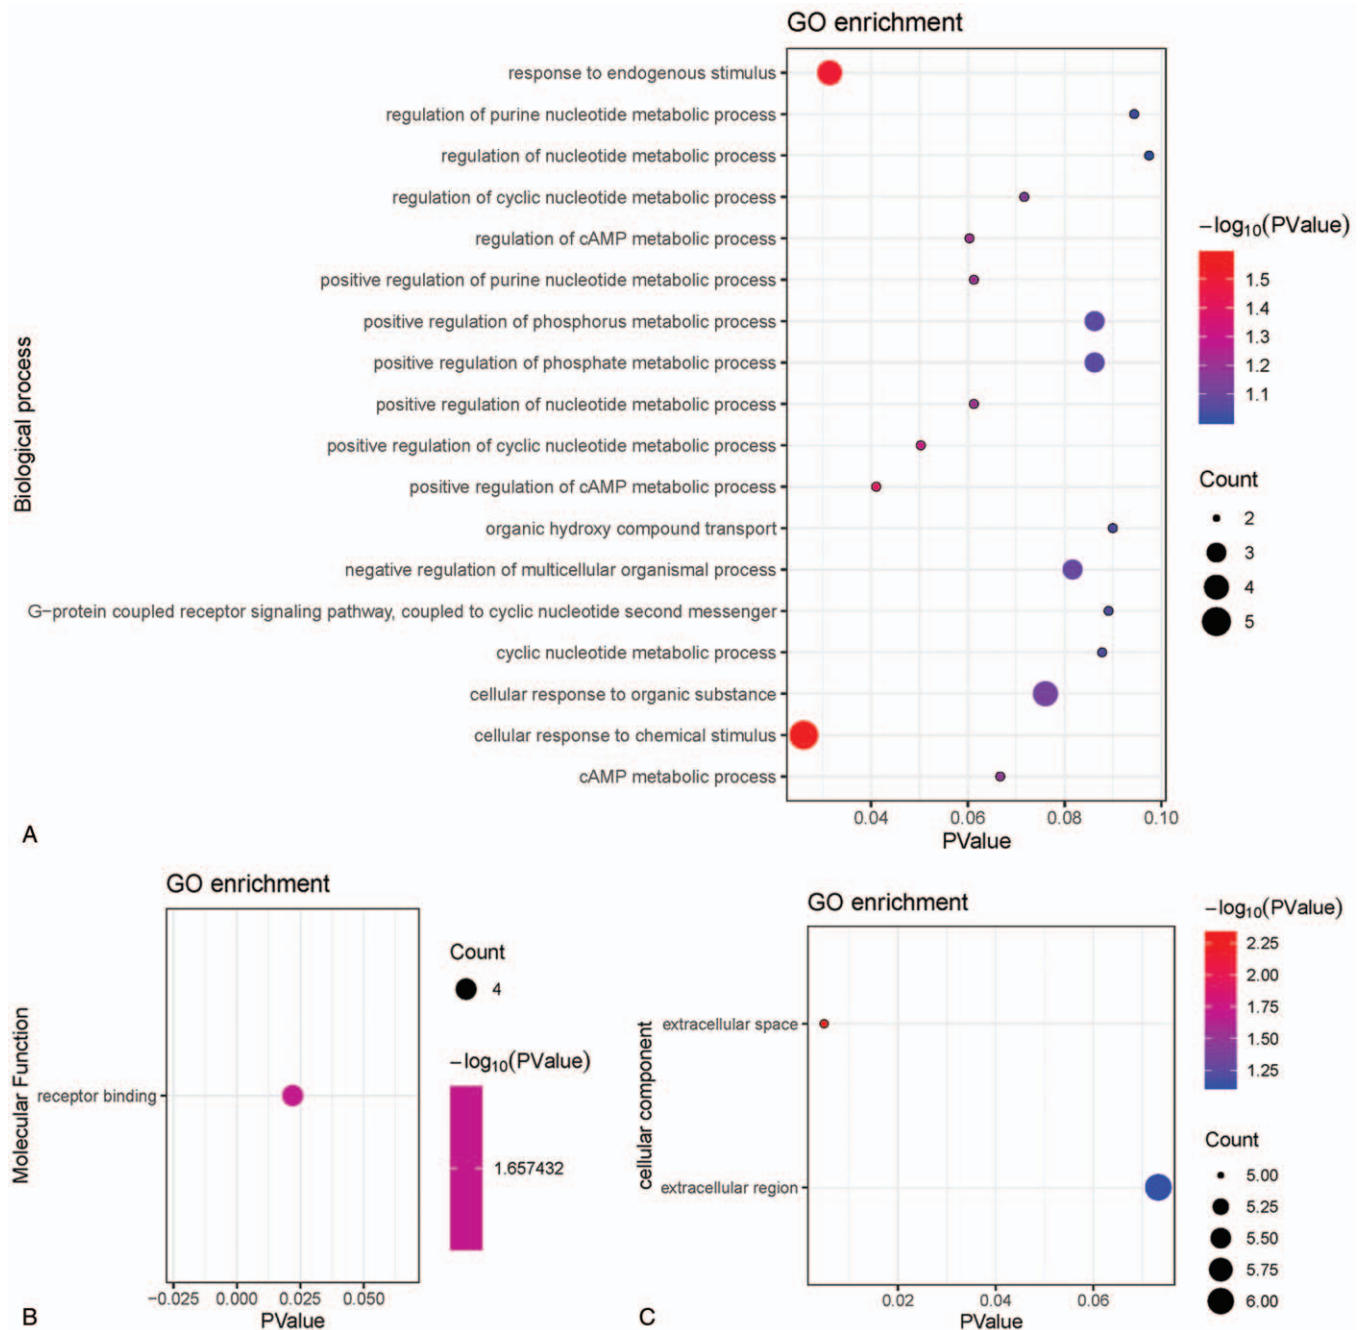 GO enrichment
Biological process
response to endogenous stimulus
regulation of purine nucleotide metabolic process
regulation of nucleotide metabolic process
regulation of cyclic nucleotide metabolic process
regulation of cAMP metabolic process
positive regulation of purine nucleotide metabolic process
positive regulation of phosphorus metabolic process
positive regulation of phosphate metabolic process
positive regulation of nucleotide metabolic process
positive regulation of cyclic nucleotide metabolic process
positive regulation of cAMP metabolic process
organic hydroxy compound transport
negative regulation of multicellular organismal process
G−protein coupled receptor signaling pathway, coupled to cyclic nucleotide second messenger
cyclic nucleotide metabolic process
cellular response to organic substance
cellular response to chemical stimulus
cAMP metabolic process
0.04 0.06 0.08 0.10
PValue
−log₁₀(PValue)
1.5
1.4
1.3
1.2
1.1
Count
2
3
4
5
A
GO enrichment
Molecular Function
receptor binding
−0.025 0.000 0.025 0.050
PValue
Count
4
−log₁₀(PValue)
1.657432
B
GO enrichment
cellular component
extracellular space
extracellular region
0.02 0.04 0.06
PValue
−log₁₀(PValue)
2.25
2.00
1.75
1.50
1.25
Count
5.00
5.25
5.50
5.75
6.00
C